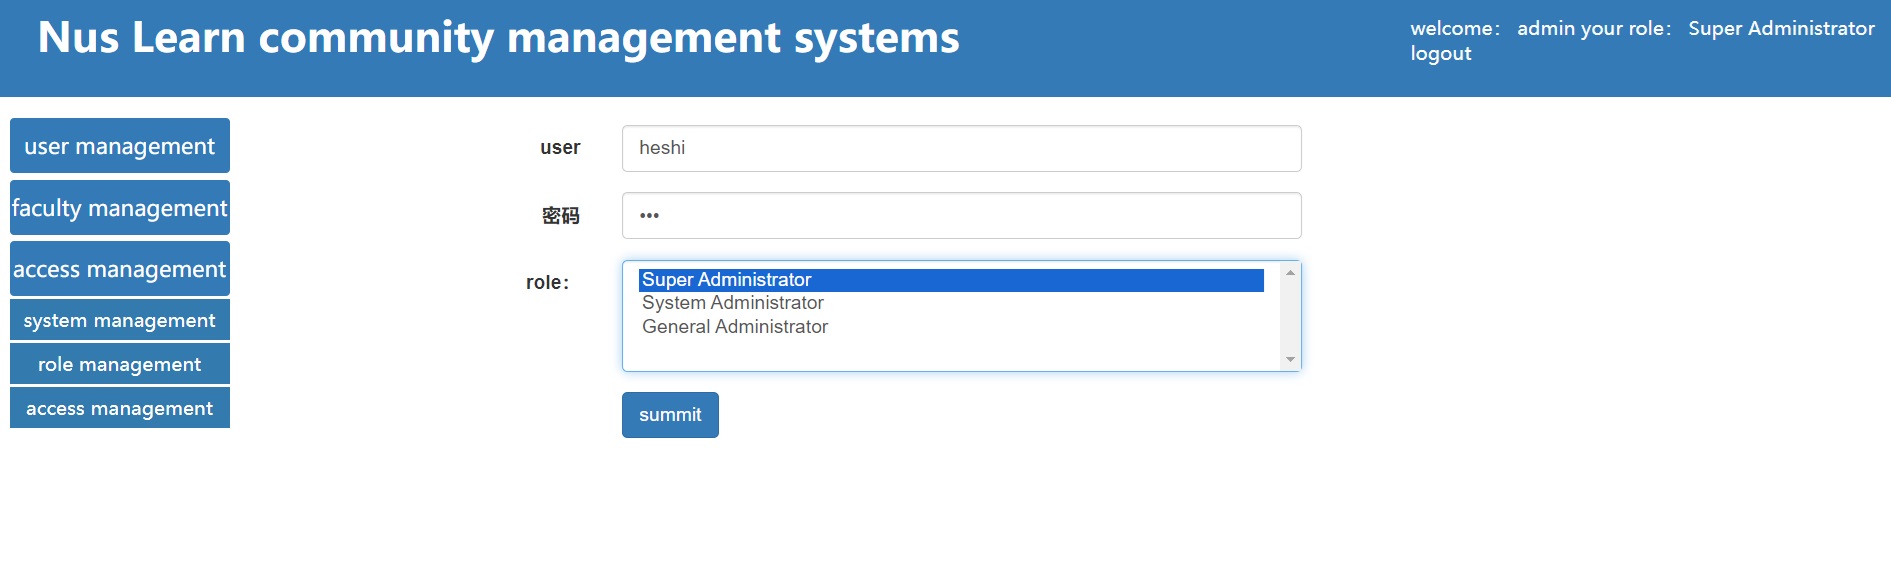 Nus Learn community management systems
welcome： admin your role： Super Administrator
logout
user management
faculty management
access management
system management
role management
access management
user
heshi
密码
•••
role：
Super Administrator
System Administrator
General Administrator
summit